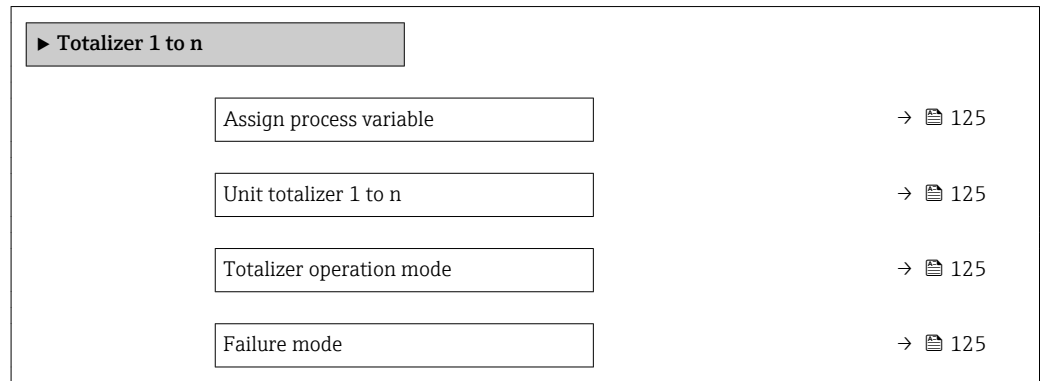 ► Totalizer 1 to n
Assign process variable → 125
Unit totalizer 1 to n → 125
Totalizer operation mode → 125
Failure mode → 125